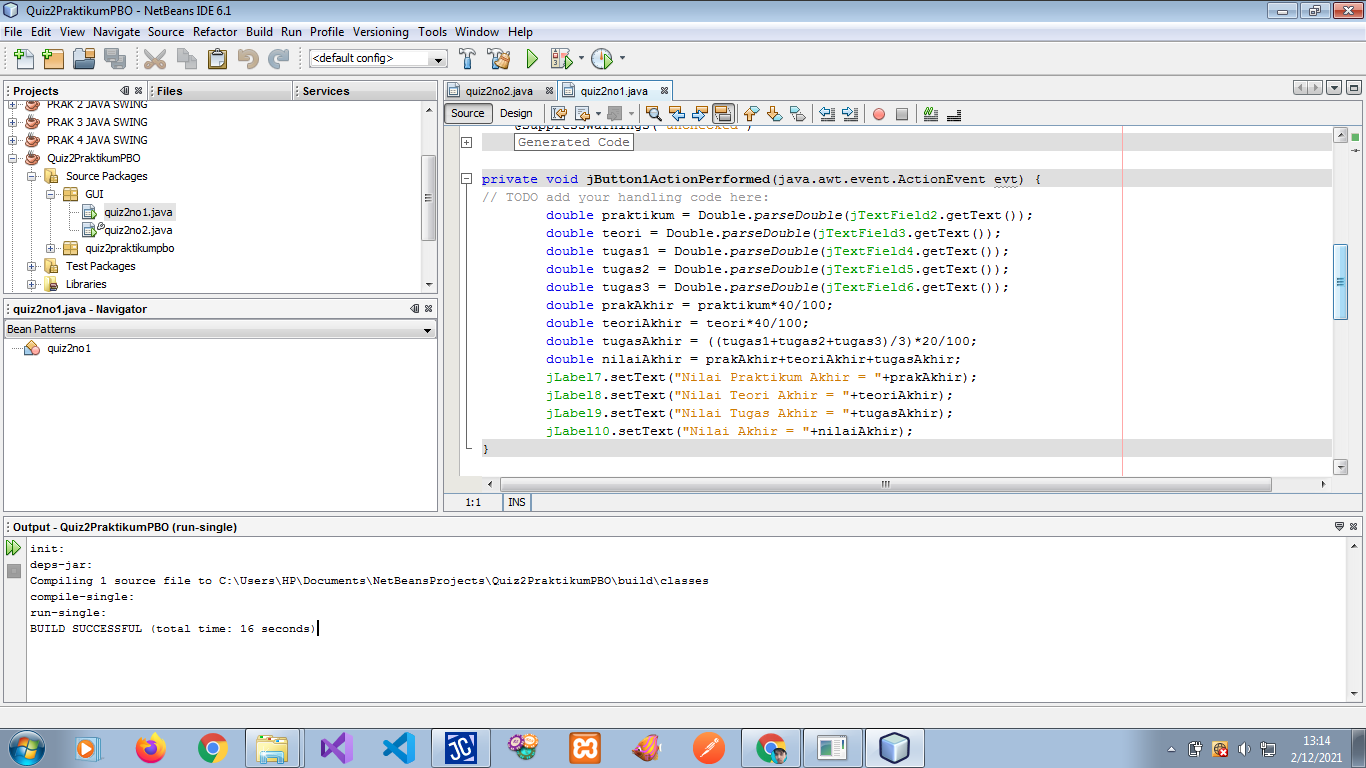 Quiz2PraktikumPBO - NetBeans IDE 6.1
File Edit View Navigate Source Refactor Build Run Profile Versioning Tools Window Help
<default config>
Projects
Files
Services
PRAK 2 JAVA SWING
PRAK 3 JAVA SWING
PRAK 4 JAVA SWING
Quiz2PraktikumPBO
Source Packages
GUI
quiz2no1.java
quiz2no2.java
quiz2praktikumpbo
Test Packages
Libraries
quiz2no1.java - Navigator
Bean Patterns
quiz2no1
quiz2no2.java
quiz2no1.java
Source
Design
@SuppressWarnings("unchecked")
Generated Code
private void jButton1ActionPerformed(java.awt.event.ActionEvent evt) {
// TODO add your handling code here:
double praktikum = Double.parseDouble(jTextField2.getText());
double teori = Double.parseDouble(jTextField3.getText());
double tugas1 = Double.parseDouble(jTextField4.getText());
double tugas2 = Double.parseDouble(jTextField5.getText());
double tugas3 = Double.parseDouble(jTextField6.getText());
double prakAkhir = praktikum*40/100;
double teoriAkhir = teori*40/100;
double tugasAkhir = ((tugas1+tugas2+tugas3)/3)*20/100;
double nilaiAkhir = prakAkhir+teoriAkhir+tugasAkhir;
jLabel7.setText("Nilai Praktikum Akhir = "+prakAkhir);
jLabel8.setText("Nilai Teori Akhir = "+teoriAkhir);
jLabel9.setText("Nilai Tugas Akhir = "+tugasAkhir);
jLabel10.setText("Nilai Akhir = "+nilaiAkhir);
}
1:1
INS
Output - Quiz2PraktikumPBO (run-single)
init:
deps-jar:
Compiling 1 source file to C:\Users\HP\Documents\NetBeansProjects\Quiz2PraktikumPBO\build\classes
compile-single:
run-single:
BUILD SUCCESSFUL (total time: 16 seconds)
JC
13:14
2/12/2021